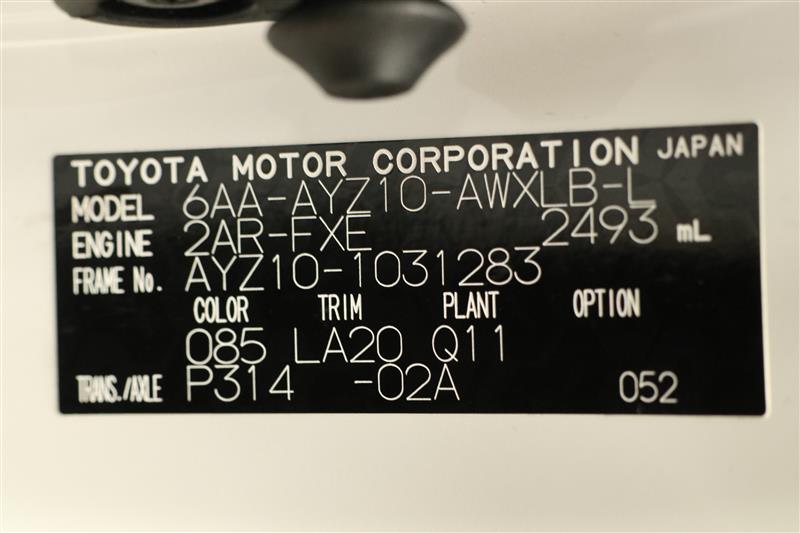 TOYOTA MOTOR CORPORATION JAPAN
MODEL 6AA-AYZ10-AWXLB-L
ENGINE 2AR-FXE 2493 mL
FRAME No. AYZ10-1031283
COLOR TRIM PLANT OPTION
085 LA20 Q11
TRANS./AXLE P314 -02A 052